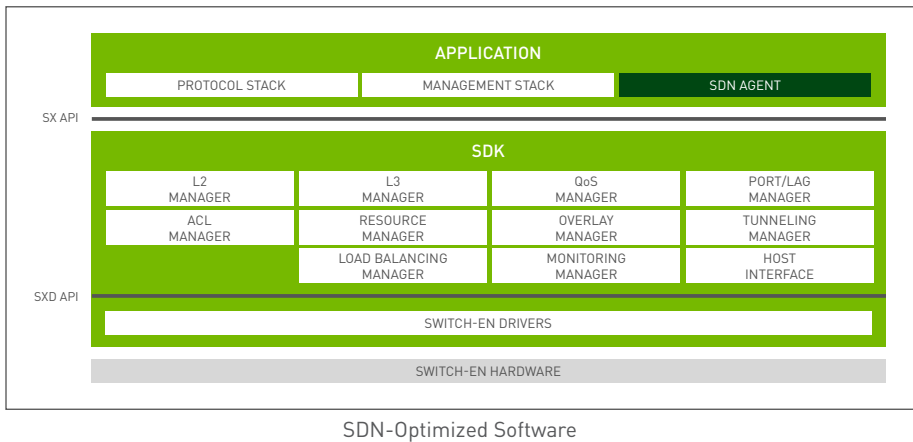 APPLICATION
PROTOCOL STACK
MANAGEMENT STACK
SDN AGENT
SX API
SDK
L2
MANAGER
L3
MANAGER
QoS
MANAGER
PORT/LAG
MANAGER
ACL
MANAGER
RESOURCE
MANAGER
OVERLAY
MANAGER
TUNNELING
MANAGER
LOAD BALANCING
MANAGER
MONITORING
MANAGER
HOST
INTERFACE
SXD API
SWITCH-EN DRIVERS
SWITCH-EN HARDWARE
SDN-Optimized Software